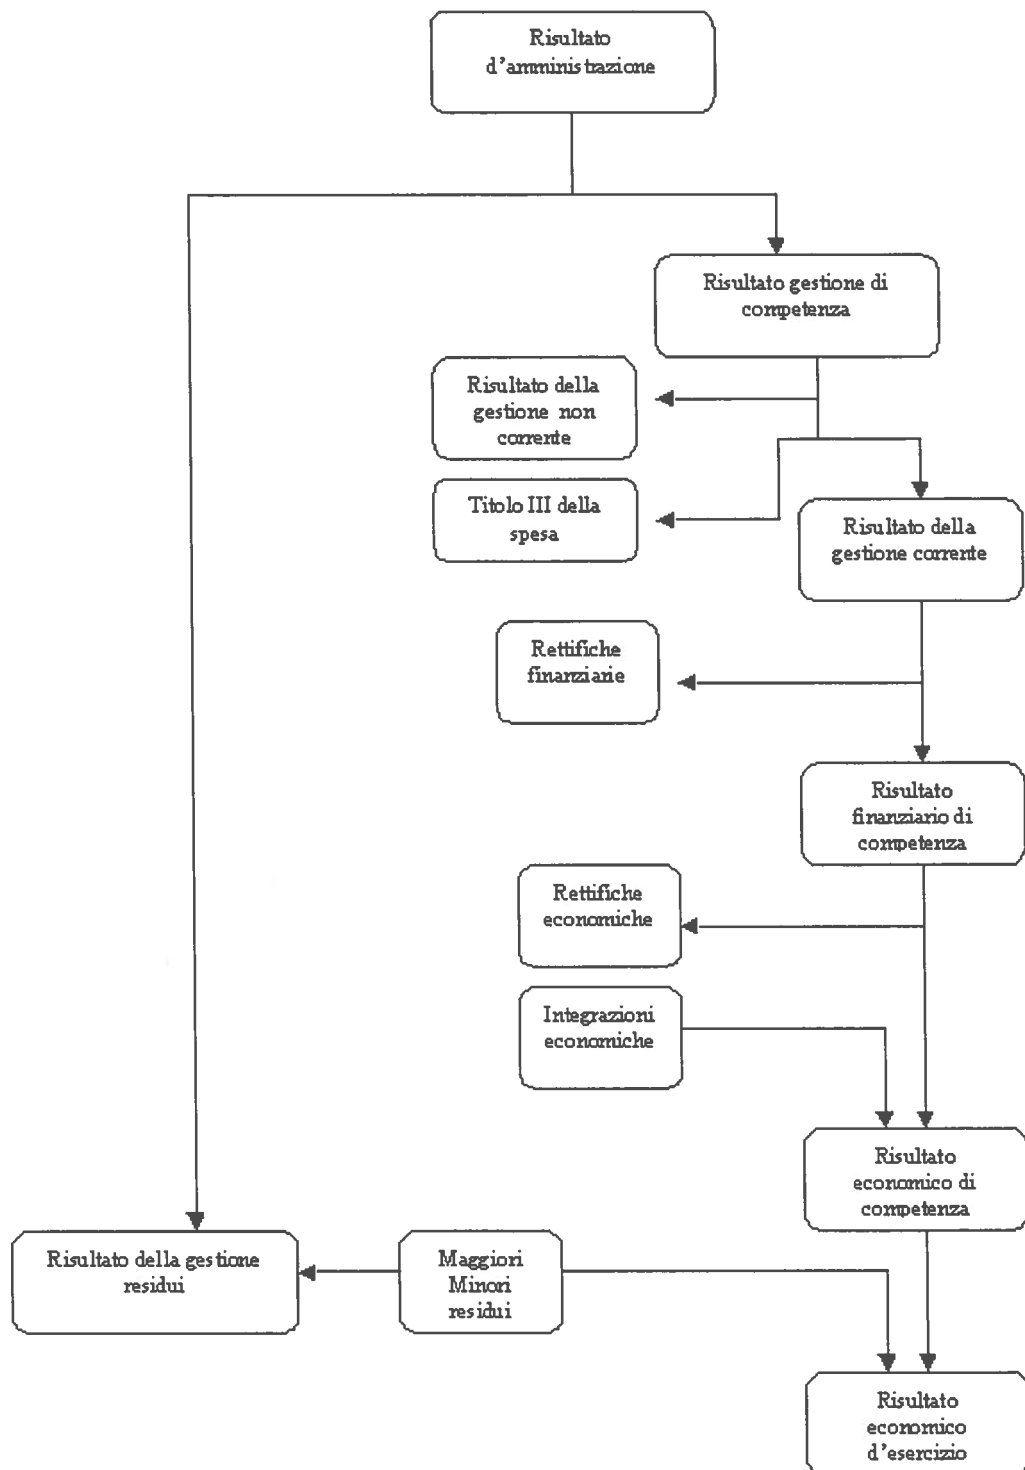 Risultato
d'amministrazione
Risultato gestione di
competenza
Risultato della
gestione non
corrente
Titolo III della
spesa
Risultato della
gestione corrente
Rettifiche
finanziarie
Risultato
finanziario di
competenza
Rettifiche
economiche
Integrazioni
economiche
Risultato
economico di
competenza
Risultato della gestione
residui
Maggiori
Minori
residui
Risultato
economico
d'esercizio